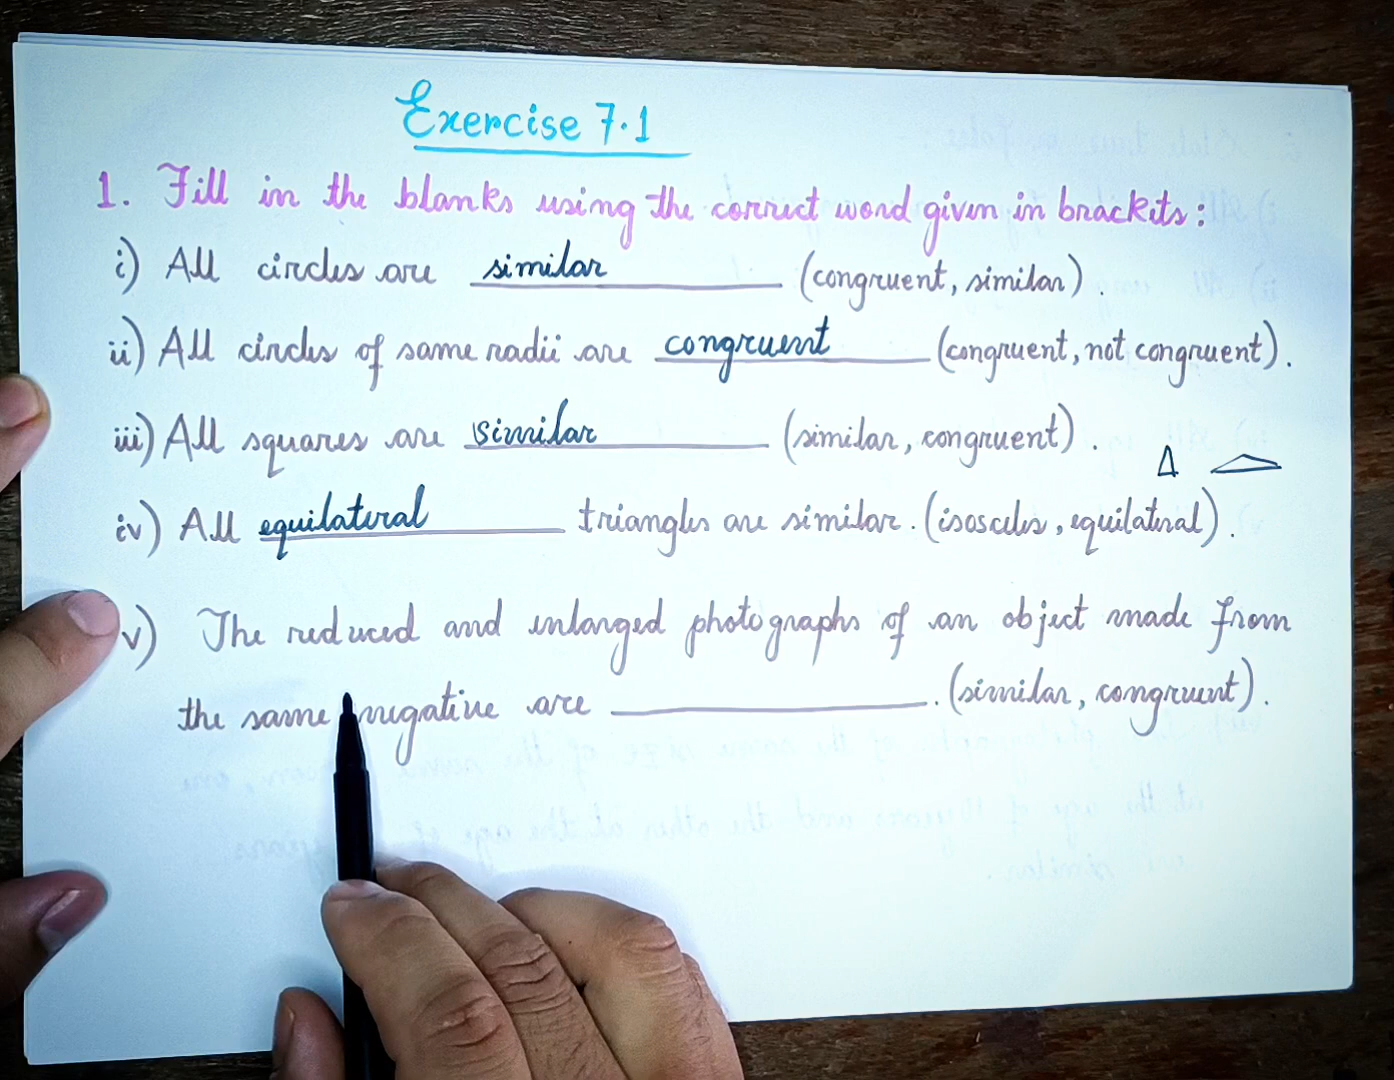 Exercise 7.1
1. Fill in the blanks using the correct word given in brackets:
i) All circles are similar (congruent, similar).
ii) All circles of same radii are congruent (congruent, not congruent).
iii) All squares are similar (similar, congruent).
iv) All equilateral triangles are similar. (isosceles, equilateral).
v) The reduced and enlarged photographs of an object made from
the same negative are ________. (similar, congruent).